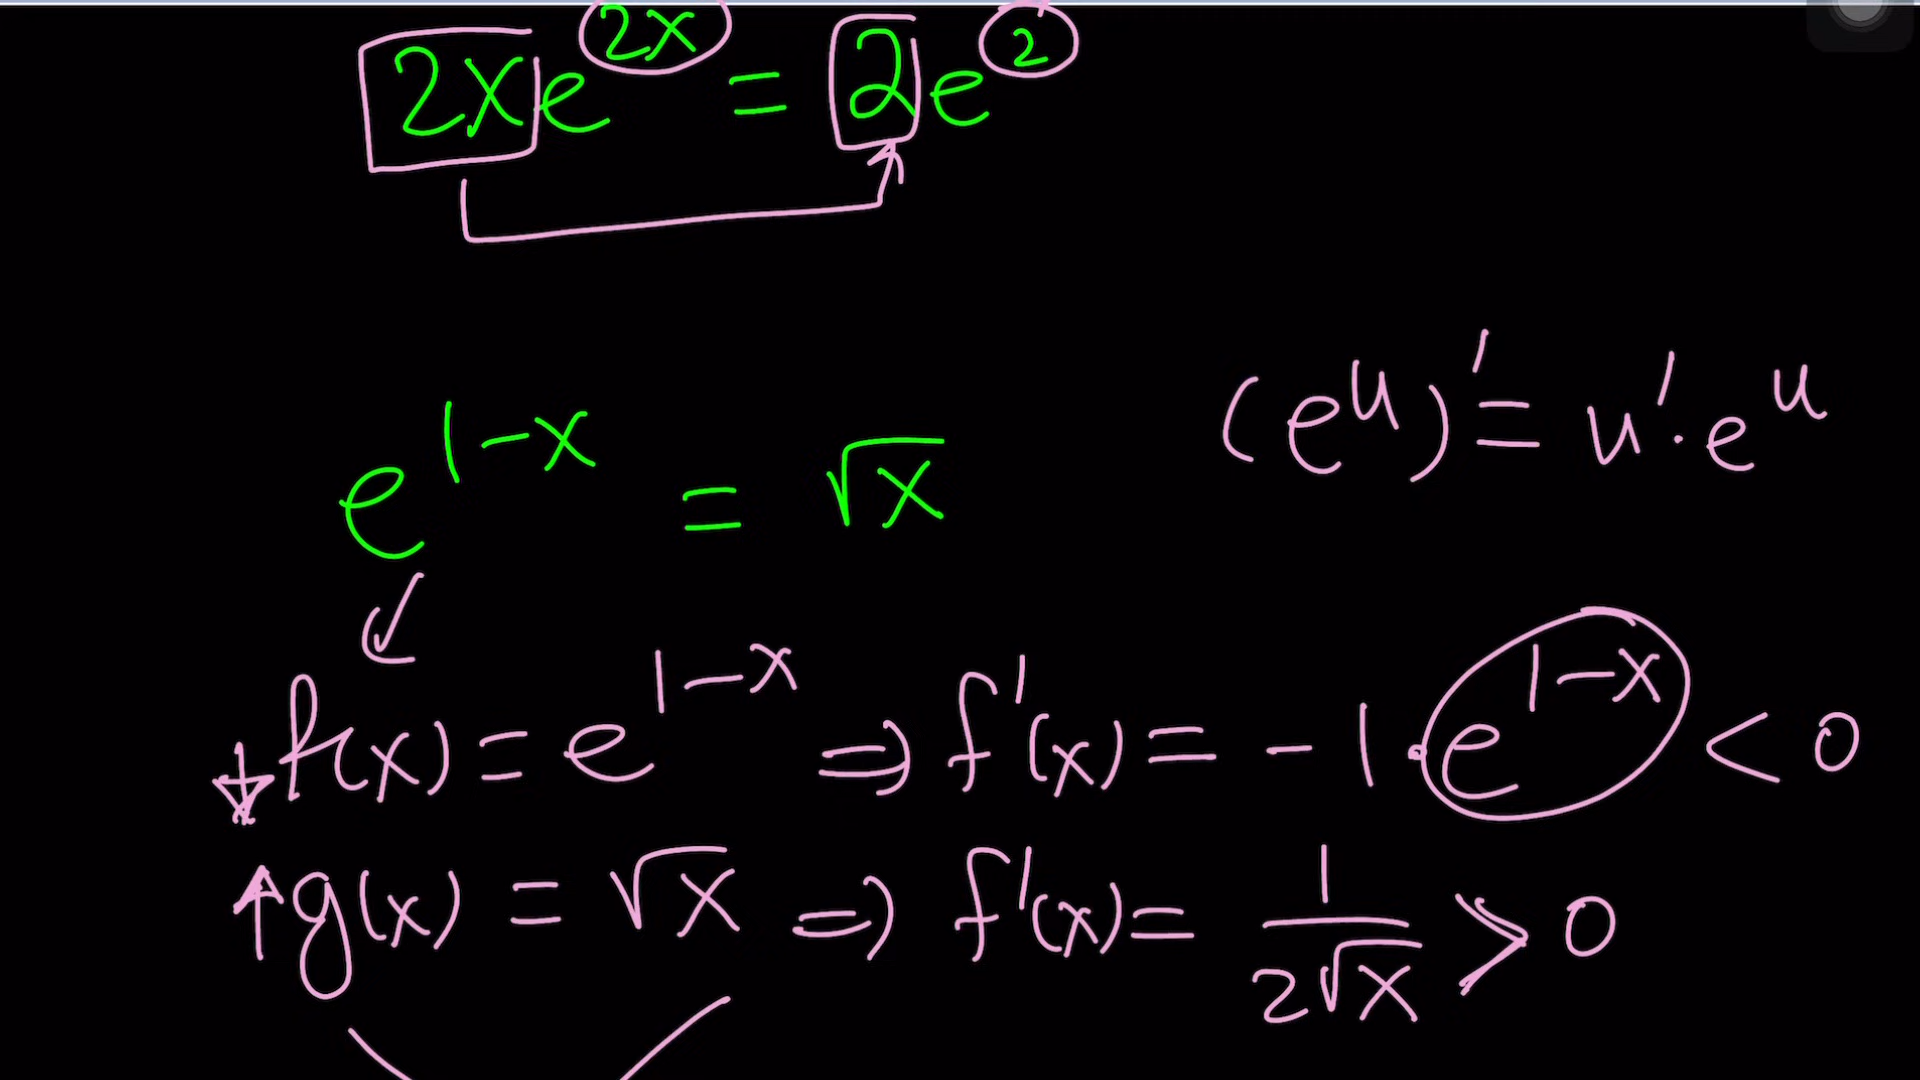 2xe^{2x} = 2e^{2}
(e^{u})' = u'·e^{u}
e^{1-x} = √x
↓f(x) = e^{1-x} ⇒ f'(x) = -1·e^{1-x} < 0
↑g(x) = √x ⇒ f'(x) = 1/(2√x) > 0